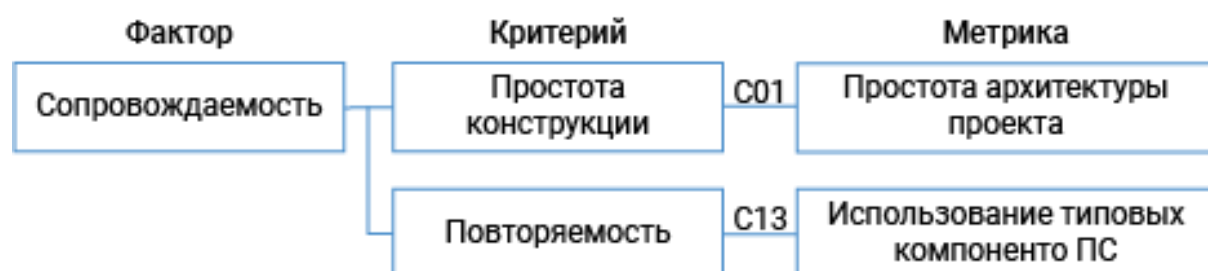 Фактор
Критерий
Метрика
Сопровождаемость
Простота
конструкции
С01
Простота архитектуры
проекта
Повторяемость
С13
Использование типовых
компоненто ПС